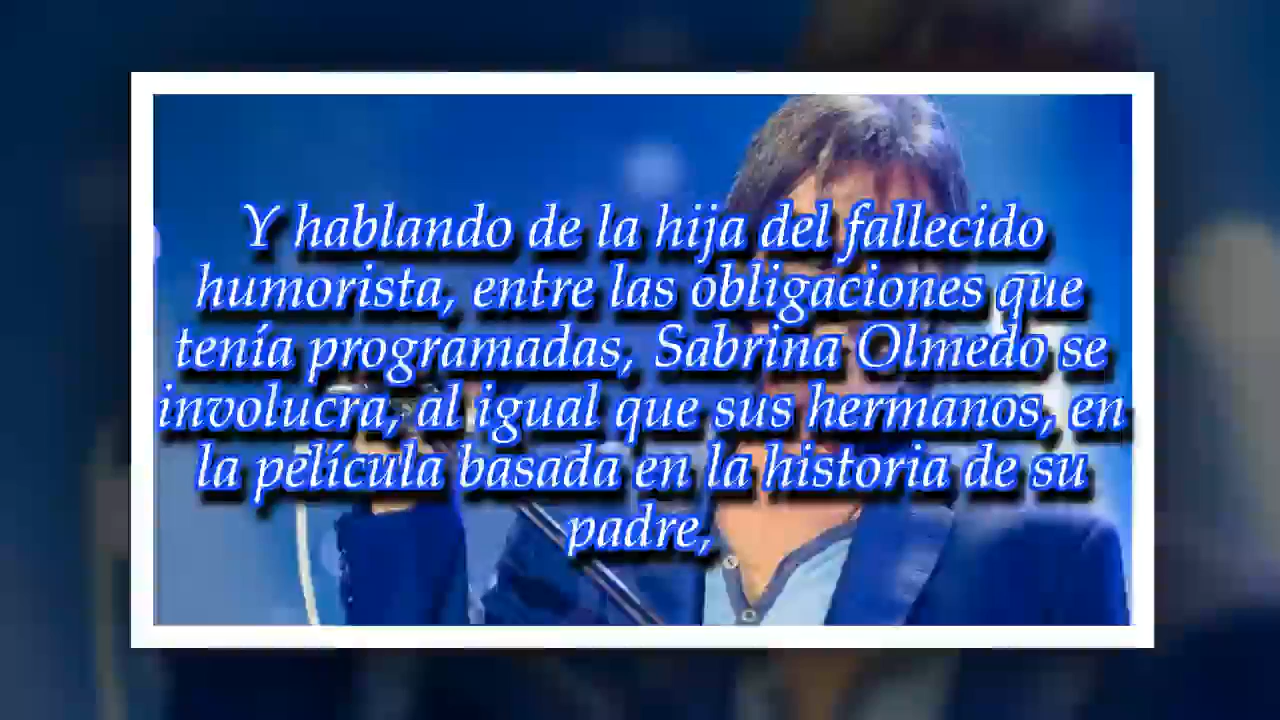 Y hablando de la hija del fallecido
humorista, entre las obligaciones que
tenía programadas, Sabrina Olmedo se
involucra, al igual que sus hermanos, en
la película basada en la historia de su
padre,